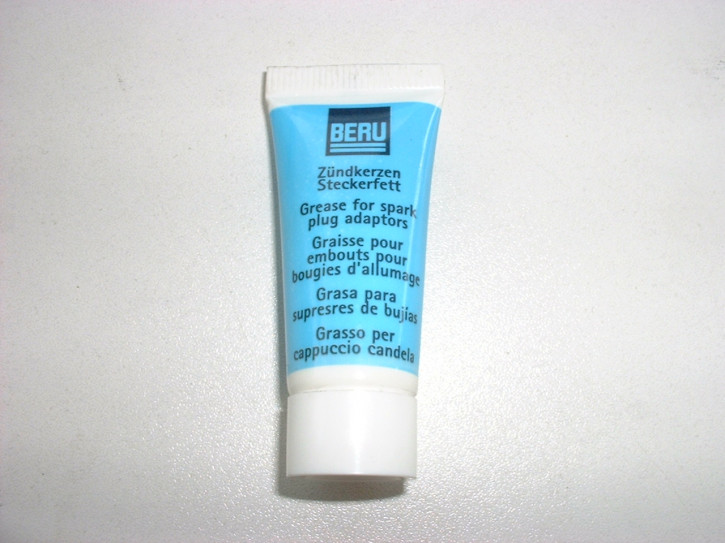 BERU
Zündkerzen
Steckerfett
Grease for spark
plug adaptors
Graisse pour
embouts pour
bougies d'allumage
Grasa para
supresres de bujías
Grasso per
cappuccio candela